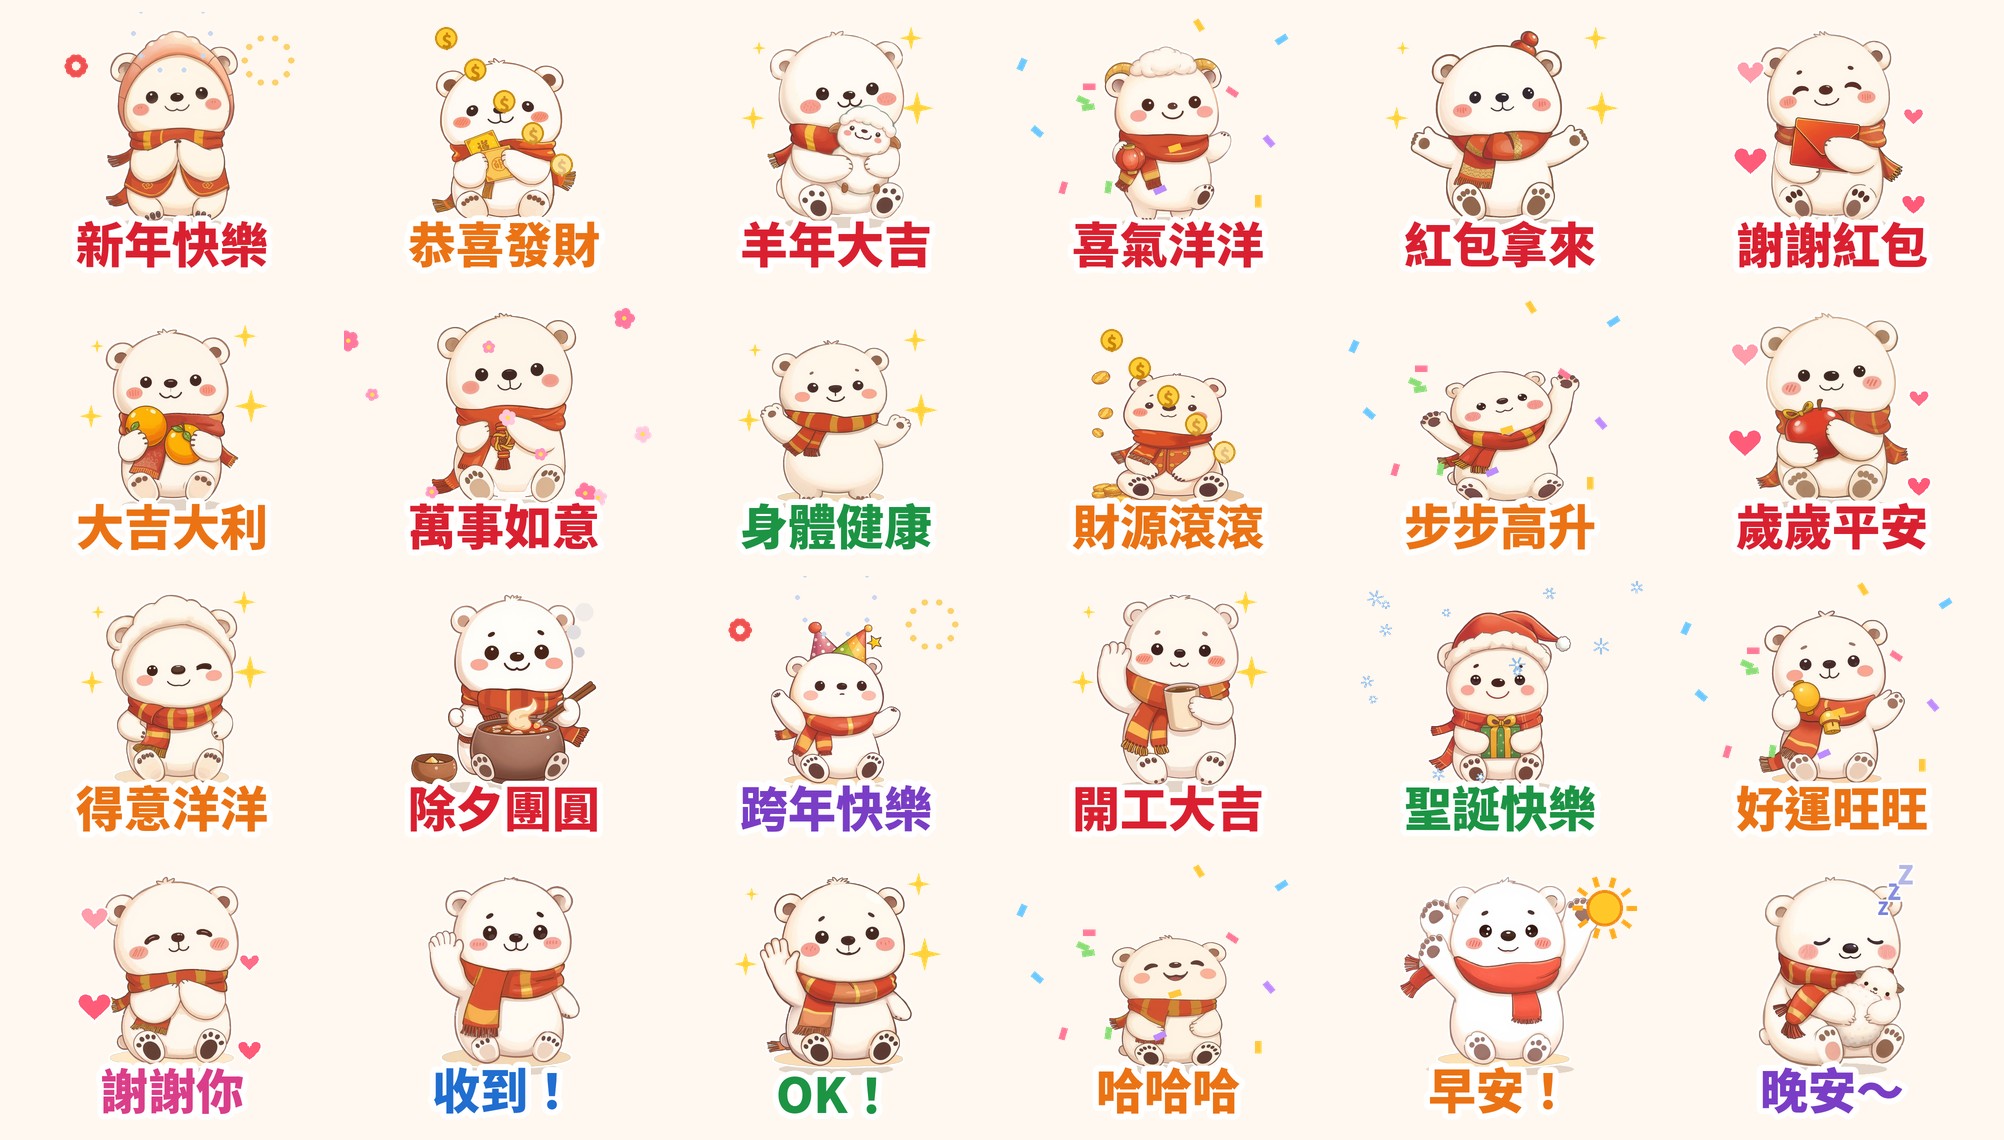 新年快樂
恭喜發財
羊年大吉
喜氣洋洋
紅包拿來
謝謝紅包
大吉大利
萬事如意
身體健康
財源滾滾
步步高升
歲歲平安
得意洋洋
除夕團圓
跨年快樂
開工大吉
聖誕快樂
好運旺旺
謝謝你
收到！
OK！
哈哈哈
早安！
z
z
Z
晚安～